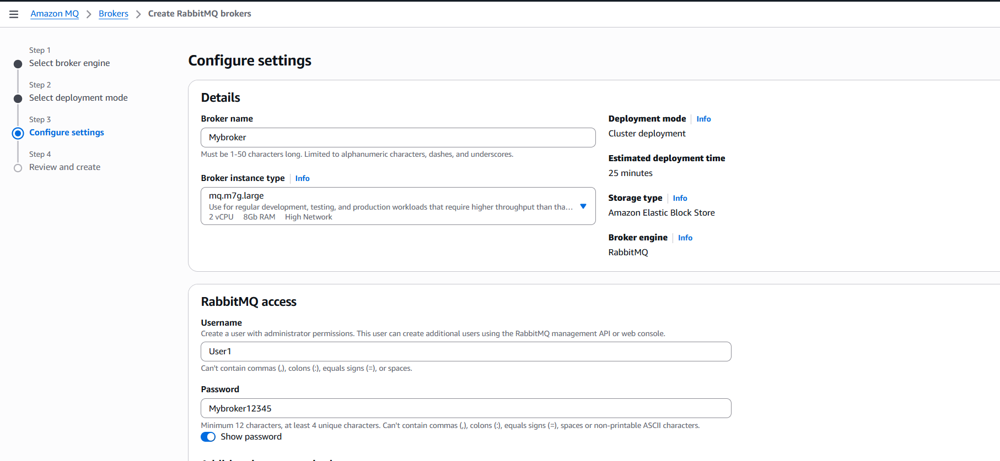 Amazon MQ > Brokers > Create RabbitMQ brokers
Step 1
Select broker engine
Step 2
Select deployment mode
Step 3
Configure settings
Step 4
Review and create
Configure settings
Details
Broker name
Mybroker
Must be 1-50 characters long. Limited to alphanumeric characters, dashes, and underscores.
Broker instance type | Info
mq.m7g.large
Use for regular development, testing, and production workloads that require higher throughput than tha…
2 vCPU 8Gb RAM High Network
Deployment mode | Info
Cluster deployment
Estimated deployment time
25 minutes
Storage type | Info
Amazon Elastic Block Store
Broker engine | Info
RabbitMQ
RabbitMQ access
Username
Create a user with administrator permissions. This user can create additional users using the RabbitMQ management API or web console.
User1
Can't contain commas (,), colons (:), equals signs (=), or spaces.
Password
Mybroker12345
Minimum 12 characters, at least 4 unique characters. Can't contain commas (,), colons (:), equals signs (=), spaces or non-printable ASCII characters.
Show password